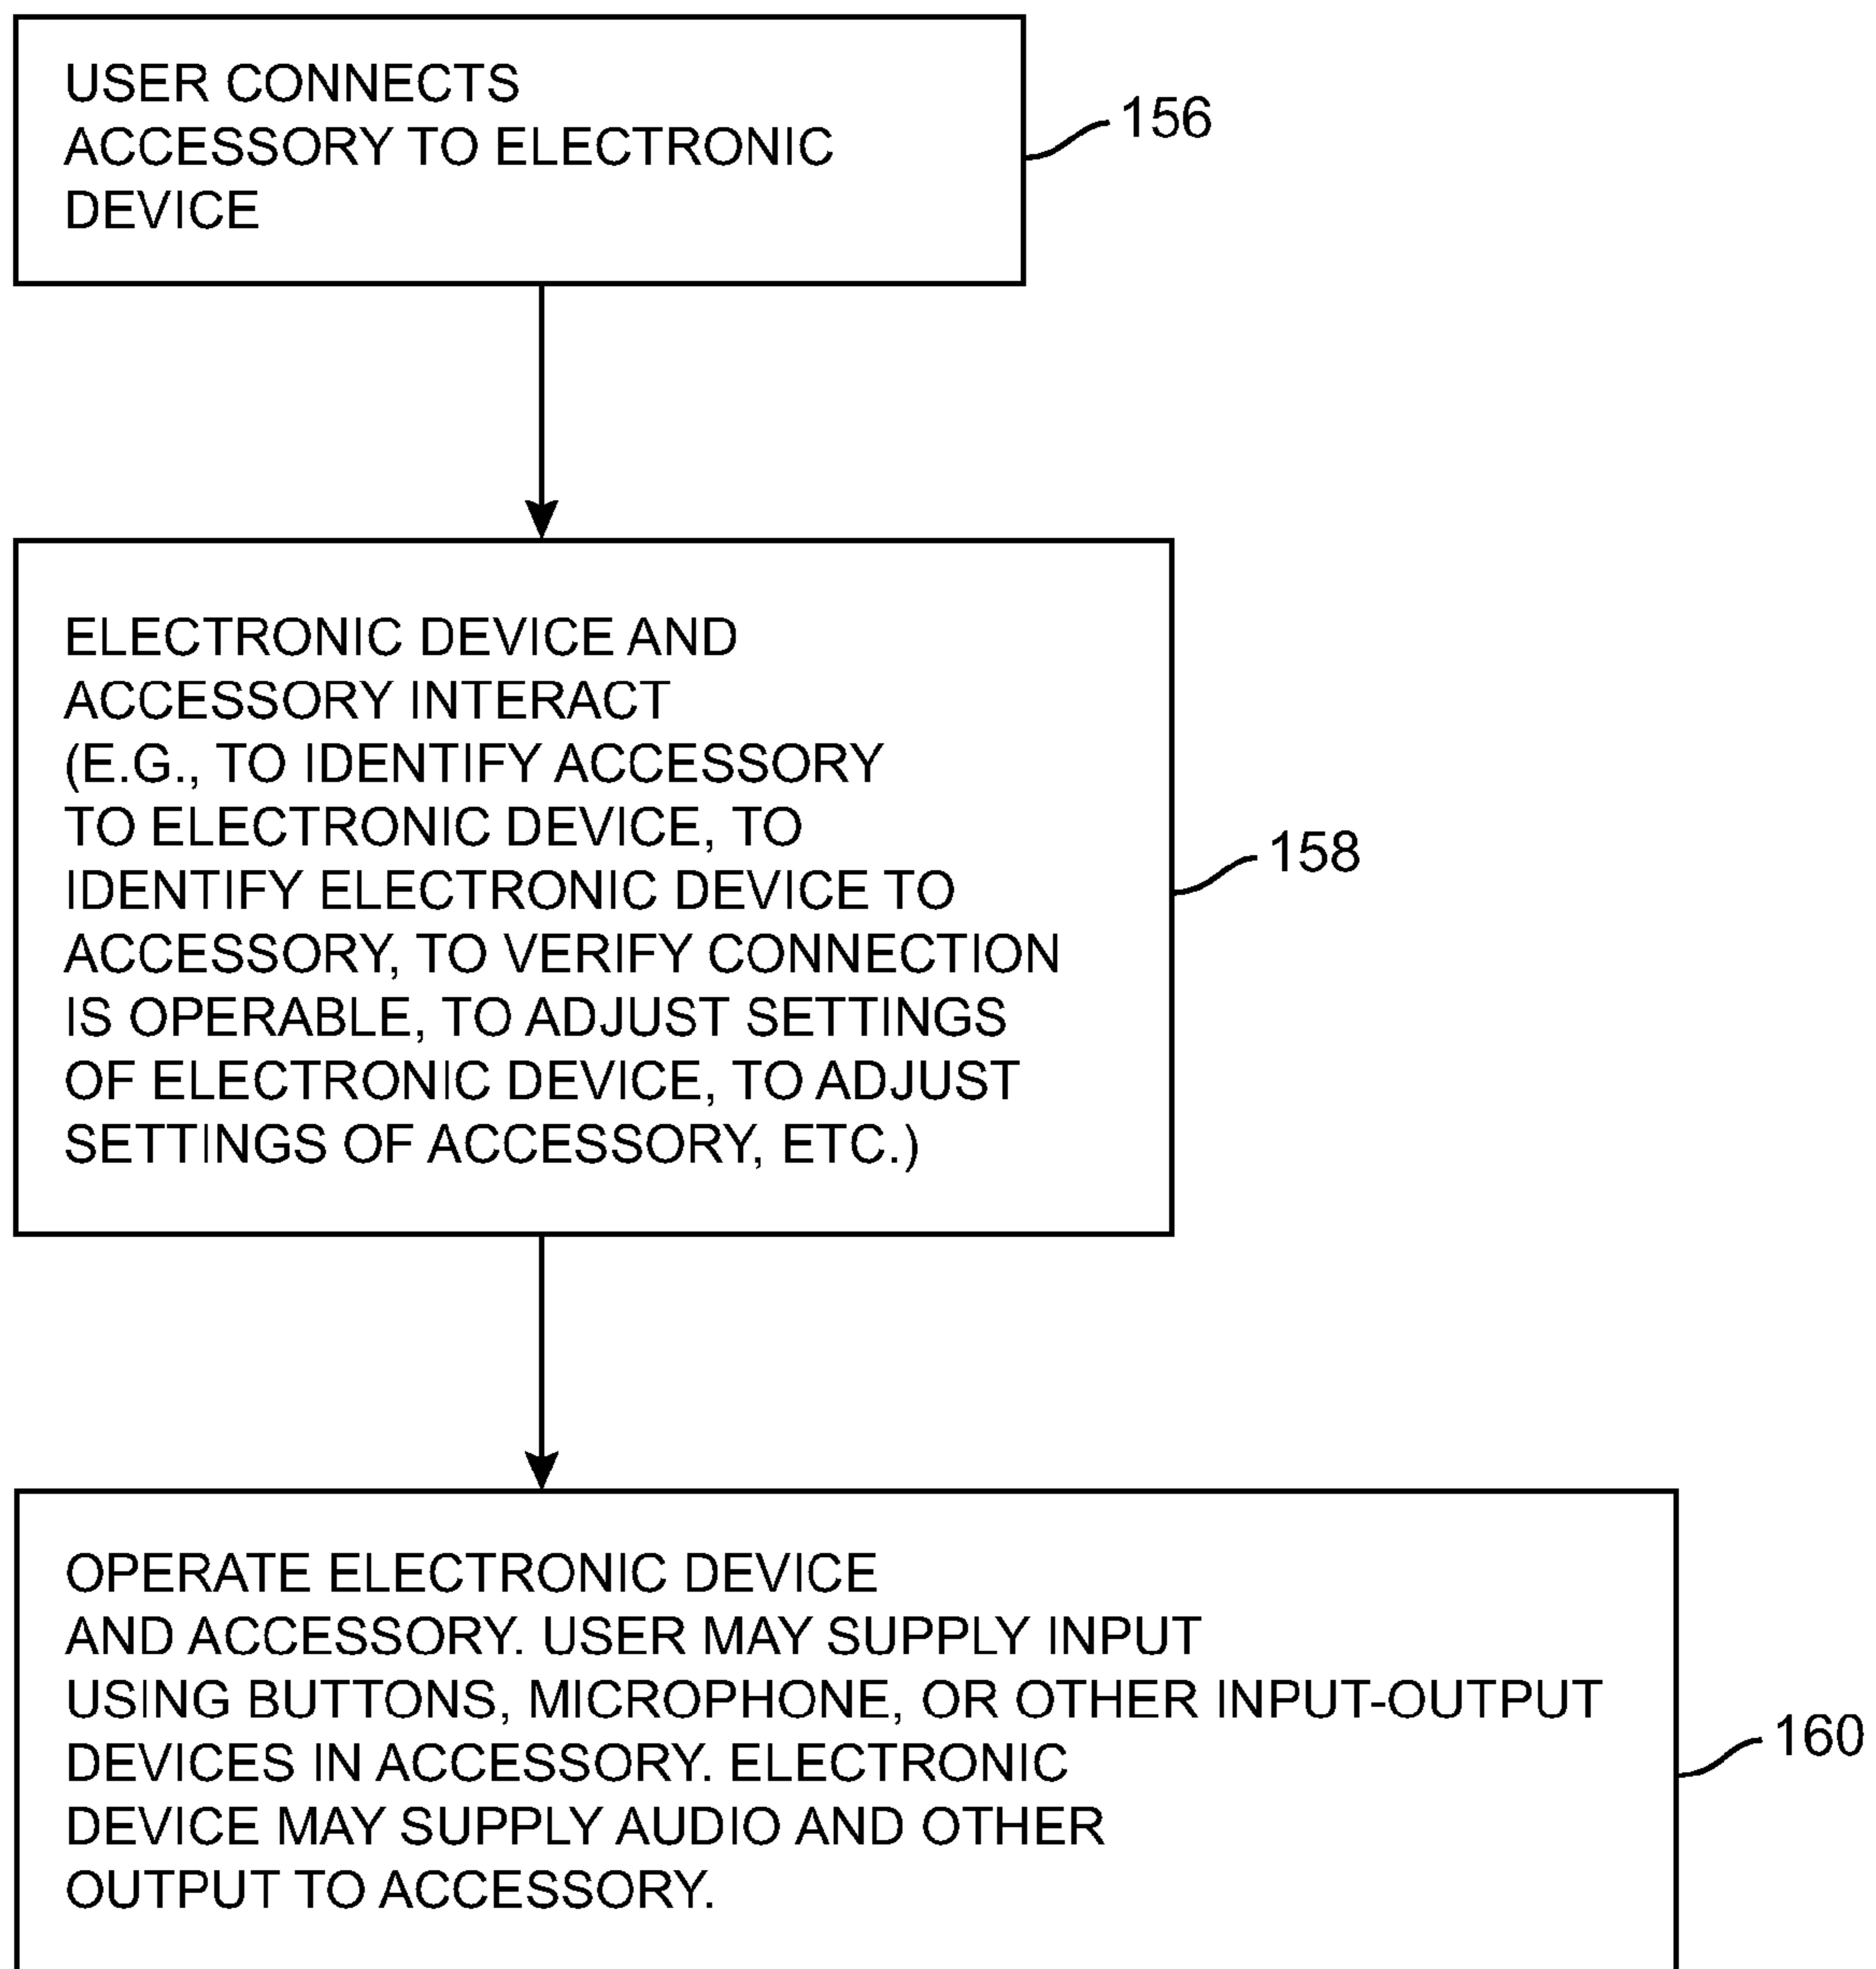 USER CONNECTS
ACCESSORY TO ELECTRONIC
DEVICE
156
ELECTRONIC DEVICE AND
ACCESSORY INTERACT
(E.G., TO IDENTIFY ACCESSORY
TO ELECTRONIC DEVICE, TO
IDENTIFY ELECTRONIC DEVICE TO
ACCESSORY, TO VERIFY CONNECTION
IS OPERABLE, TO ADJUST SETTINGS
OF ELECTRONIC DEVICE, TO ADJUST
SETTINGS OF ACCESSORY, ETC.)
158
OPERATE ELECTRONIC DEVICE
AND ACCESSORY. USER MAY SUPPLY INPUT
USING BUTTONS, MICROPHONE, OR OTHER INPUT-OUTPUT
DEVICES IN ACCESSORY. ELECTRONIC
DEVICE MAY SUPPLY AUDIO AND OTHER
OUTPUT TO ACCESSORY.
160